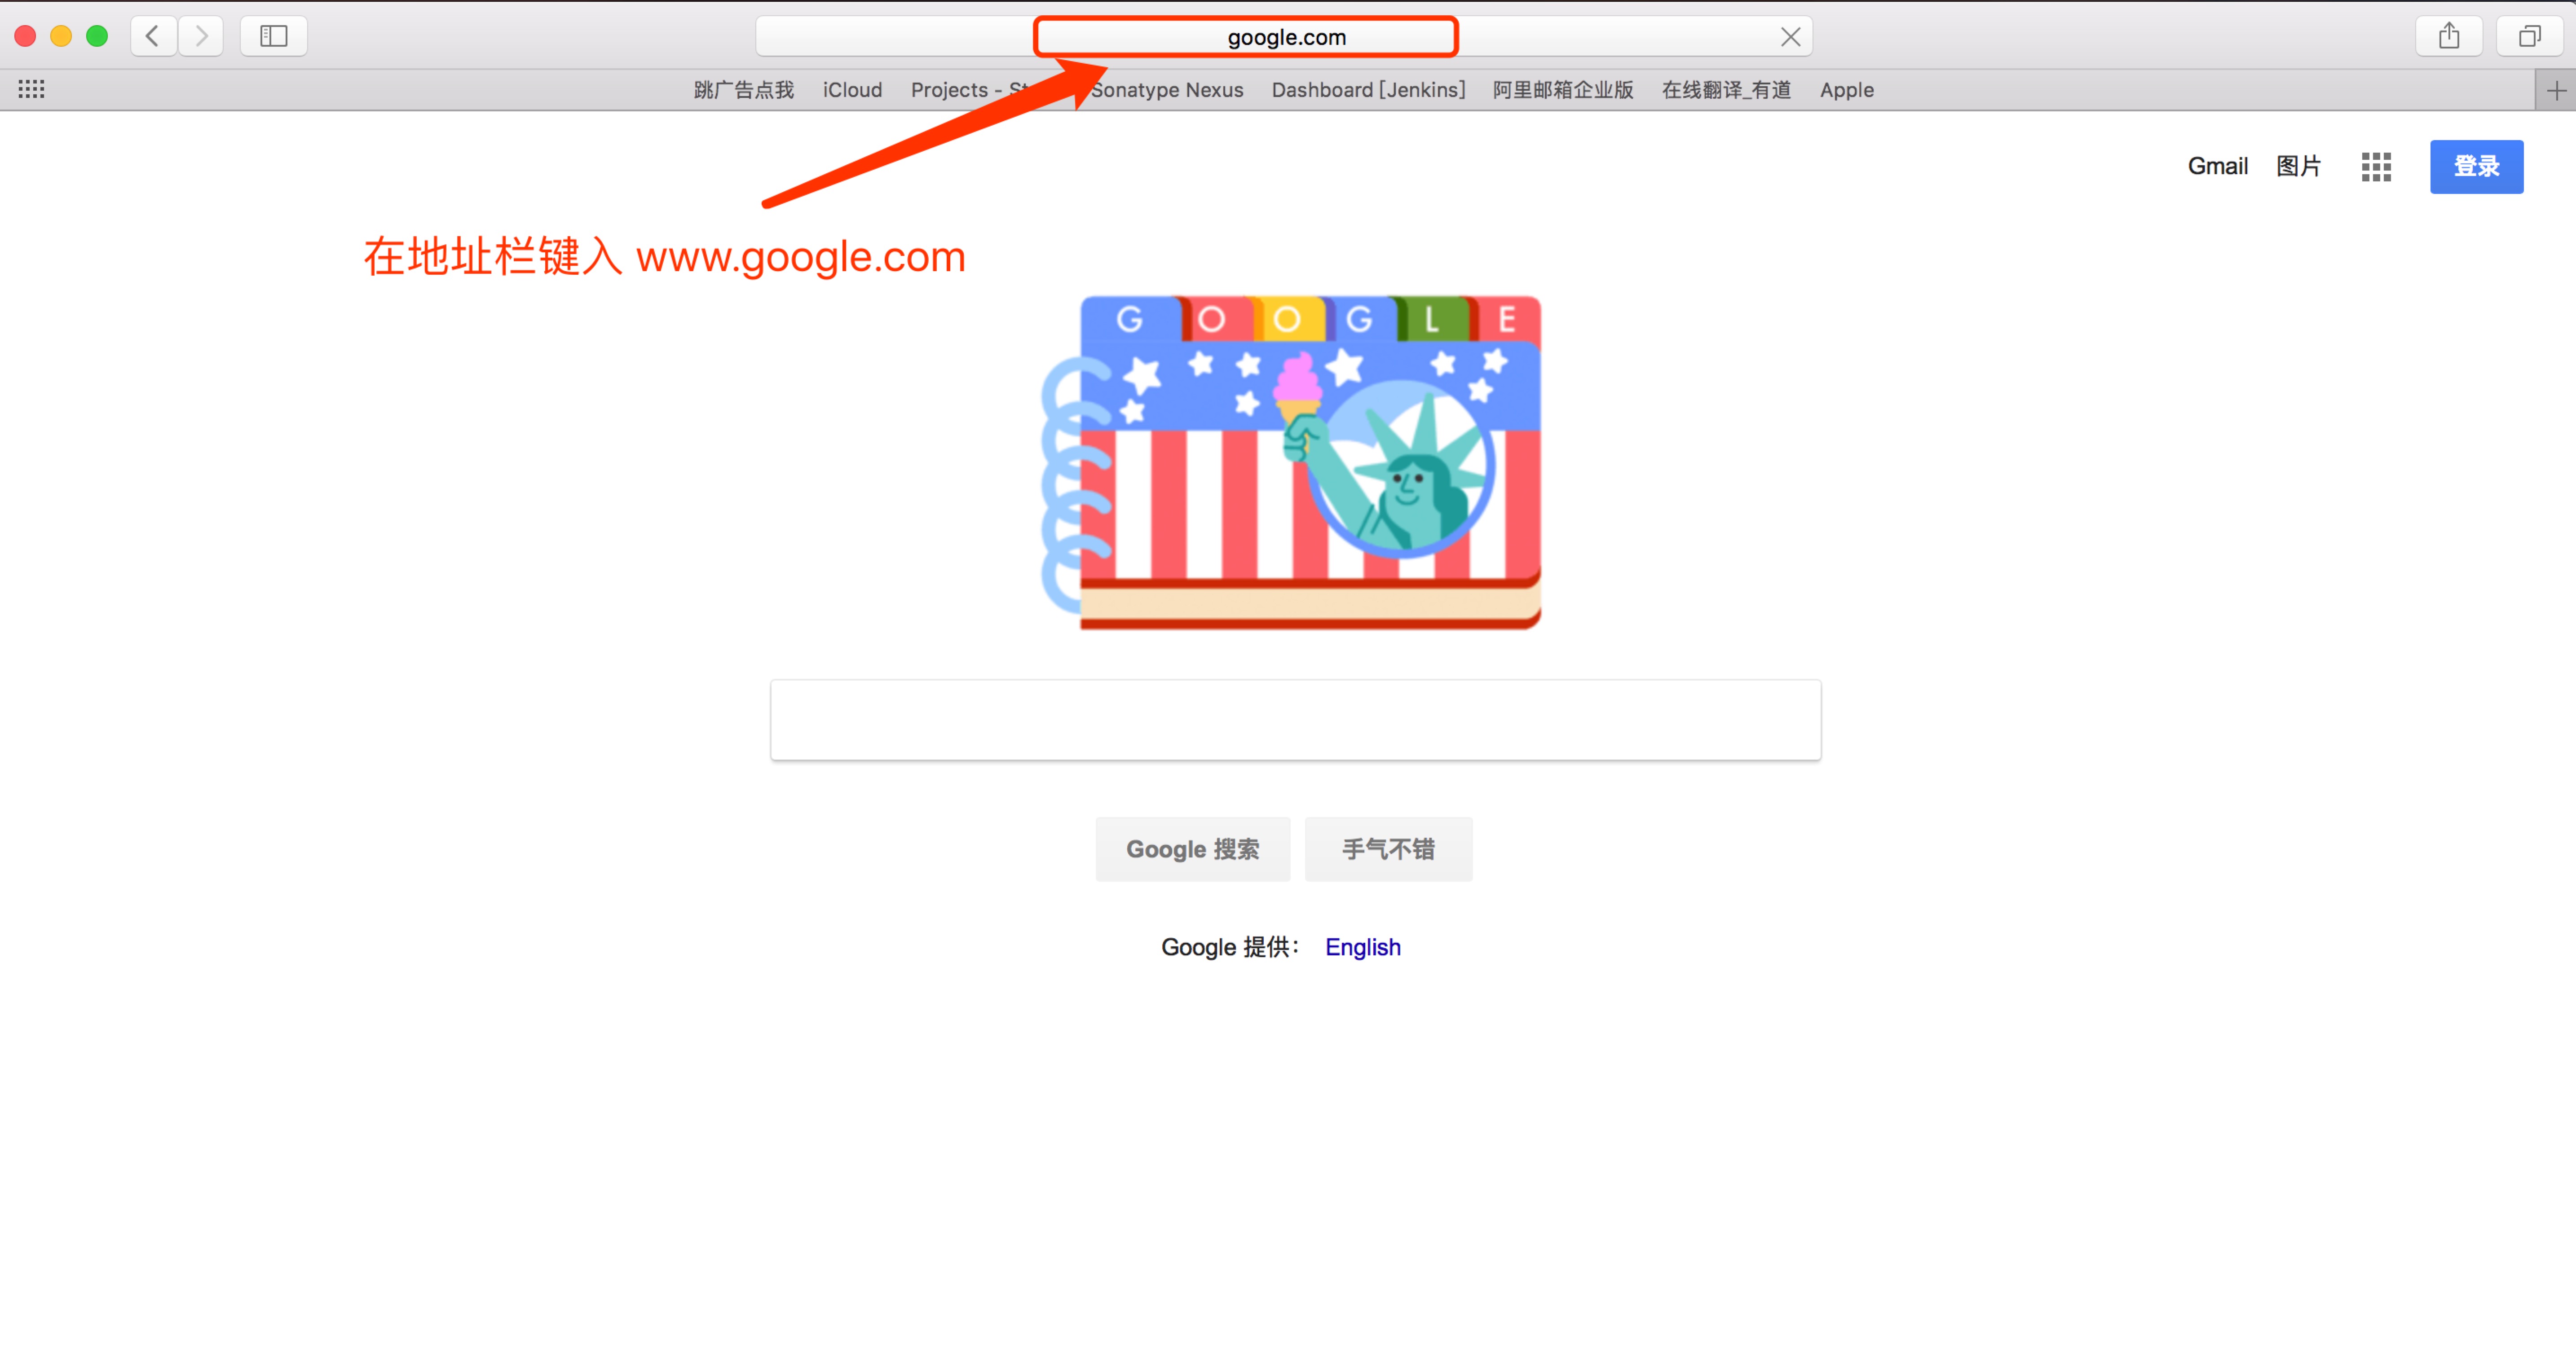 google.com
跳广告点我 iCloud Projects - Sonatype Nexus Dashboard [Jenkins] 阿里邮箱企业版 在线翻译_有道 Apple
Gmail 图片 登录
在地址栏键入 www.google.com
GOOGLE
Google 搜索 手气不错
Google 提供： English